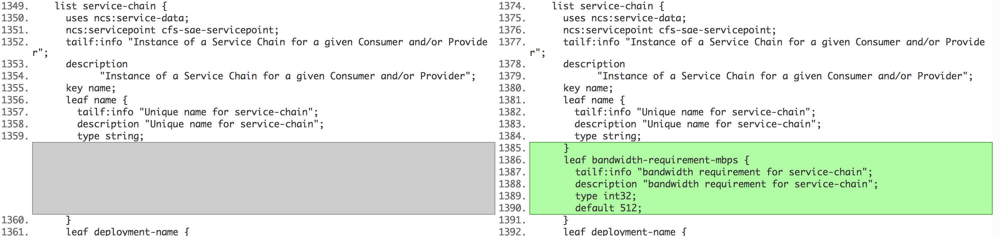 1349.    list service-chain {
1350.      uses ncs:service-data;
1351.      ncs:servicepoint cfs-sae-servicepoint;
1352.      tailf:info "Instance of a Service Chain for a given Consumer and/or Provide
r";
1353.      description
1354.            "Instance of a Service Chain for a given Consumer and/or Provider";
1355.      key name;
1356.      leaf name {
1357.        tailf:info "Unique name for service-chain";
1358.        description "Unique name for service-chain";
1359.        type string;
1360.      }
1361.      leaf deployment-name {
1374.    list service-chain {
1375.      uses ncs:service-data;
1376.      ncs:servicepoint cfs-sae-servicepoint;
1377.      tailf:info "Instance of a Service Chain for a given Consumer and/or Provide
r";
1378.      description
1379.            "Instance of a Service Chain for a given Consumer and/or Provider";
1380.      key name;
1381.      leaf name {
1382.        tailf:info "Unique name for service-chain";
1383.        description "Unique name for service-chain";
1384.        type string;
1385.      }
1386.      leaf bandwidth-requirement-mbps {
1387.        tailf:info "bandwidth requirement for service-chain";
1388.        description "bandwidth requirement for service-chain";
1389.        type int32;
1390.        default 512;
1391.      }
1392.      leaf deployment-name {